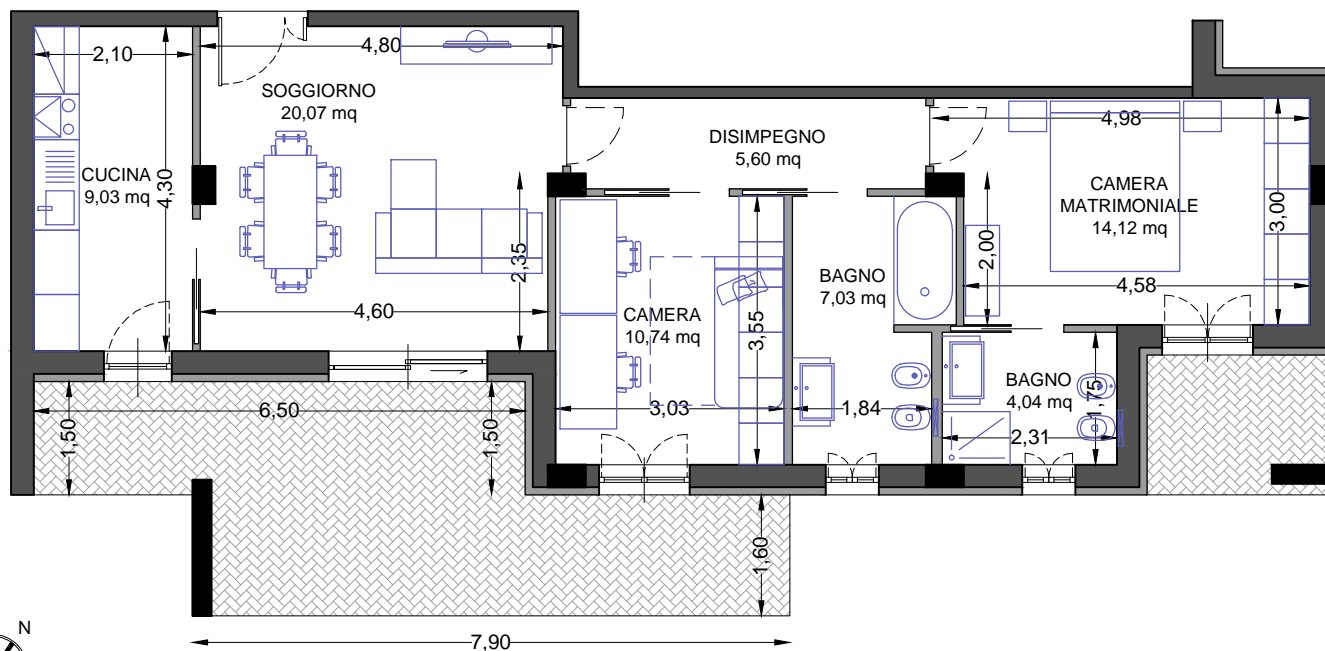 2,10
4,80
SOGGIORNO
20,07 mq
DISIMPEGNO
5,60 mq
4,98
CUCINA
9,03 mq
4,30
CAMERA
MATRIMONIALE
14,12 mq
3,00
2,35
2,00
BAGNO
7,03 mq
4,58
4,60
CAMERA
10,74 mq
3,55
BAGNO
4,04 mq
1,75
6,50
3,03
1,84
2,31
1,50
1,50
1,60
N
7,90